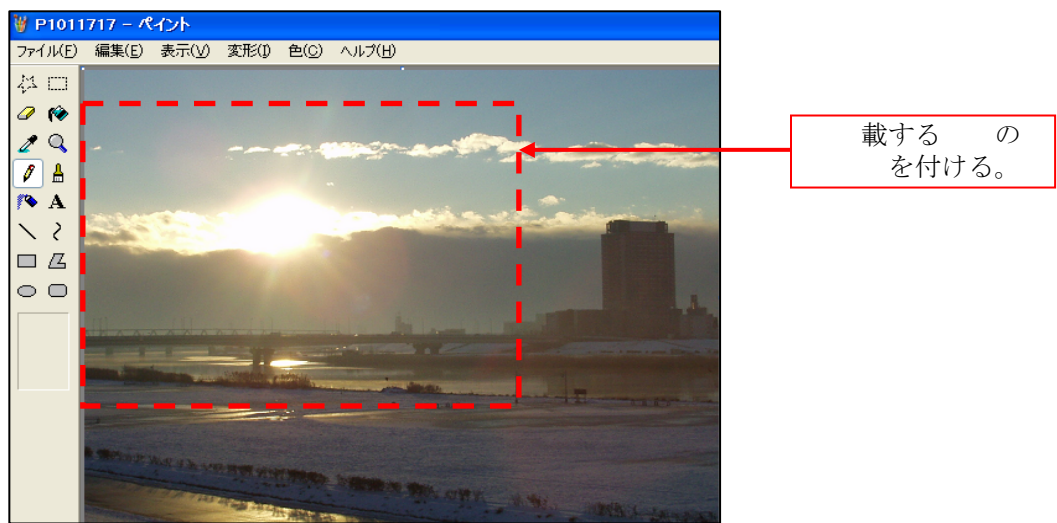 P1011717 - ペイント
ファイル(F) 編集(E) 表示(V) 変形(I) 色(C) ヘルプ(H)
A
載する の
を付ける。